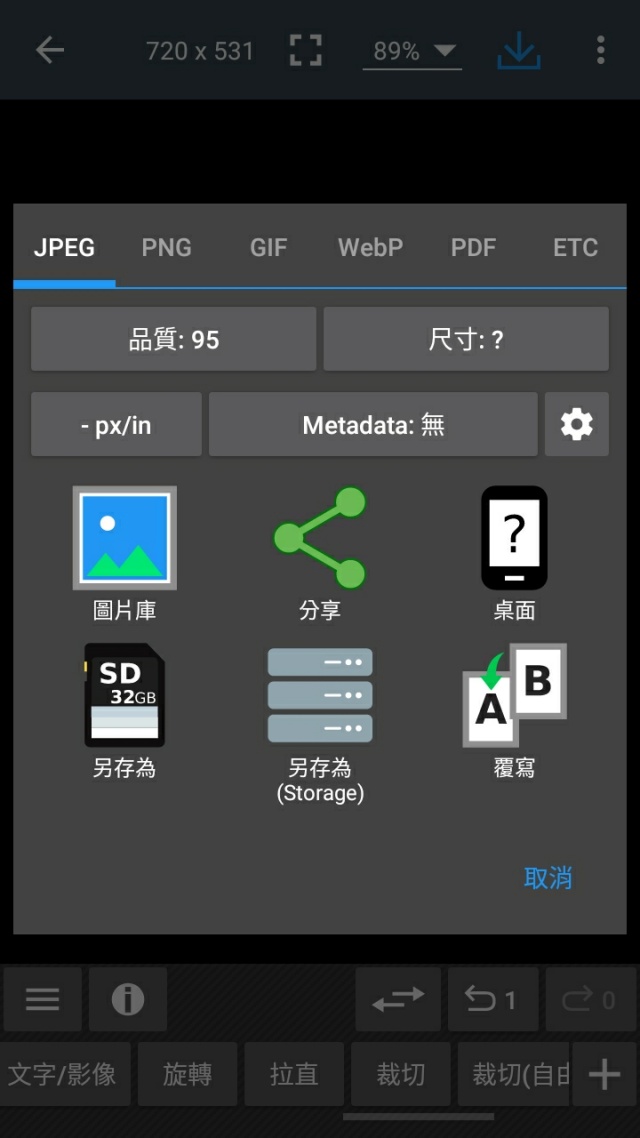 720 x 531
89%
JPEG PNG GIF WebP PDF ETC
品質: 95
尺寸: ?
- px/in
Metadata: 無
?
圖片庫
分享
桌面
SD
32GB
A
B
另存為
另存為
(Storage)
覆寫
取消
1
0
文字/影像
旋轉
拉直
裁切
裁切(自由